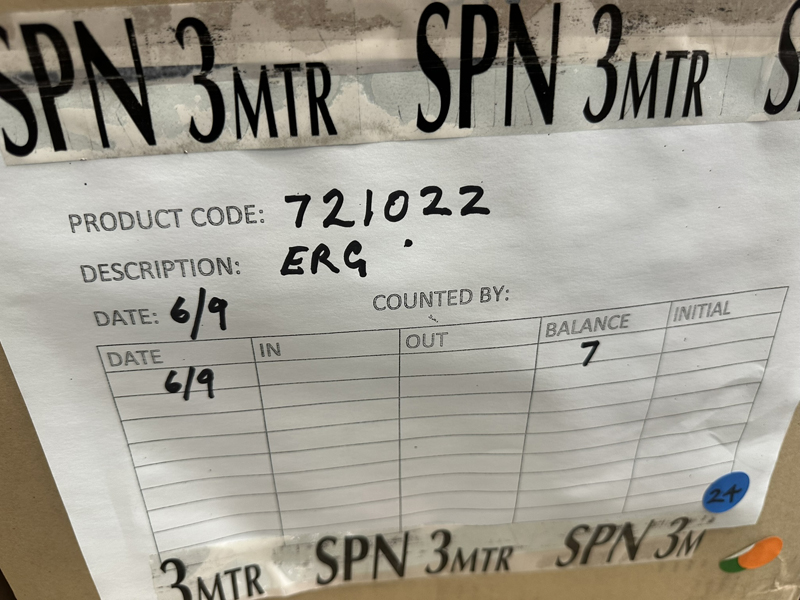 SPN 3MTR SPN 3MTR
PRODUCT CODE: 721022
DESCRIPTION: ERG
DATE: 6/9 COUNTED BY:
DATE IN OUT BALANCE INITIAL
6/9 7
24
3MTR SPN 3MTR SPN 3M